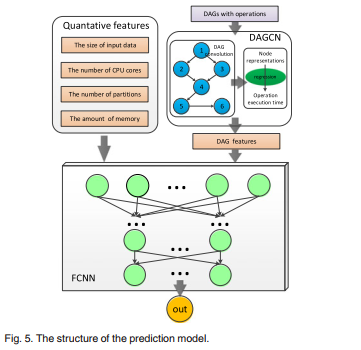 Quantative features
The size of input data
The number of CPU cores
The number of partitions
The amount of memory
DAGs with operations
DAGCN
DAG
convolution
1
2
3
4
5
6
Node
representations
regression
Operation
execution time
DAG features
...
...
...
...
...
...
FCNN
out
Fig. 5. The structure of the prediction model.